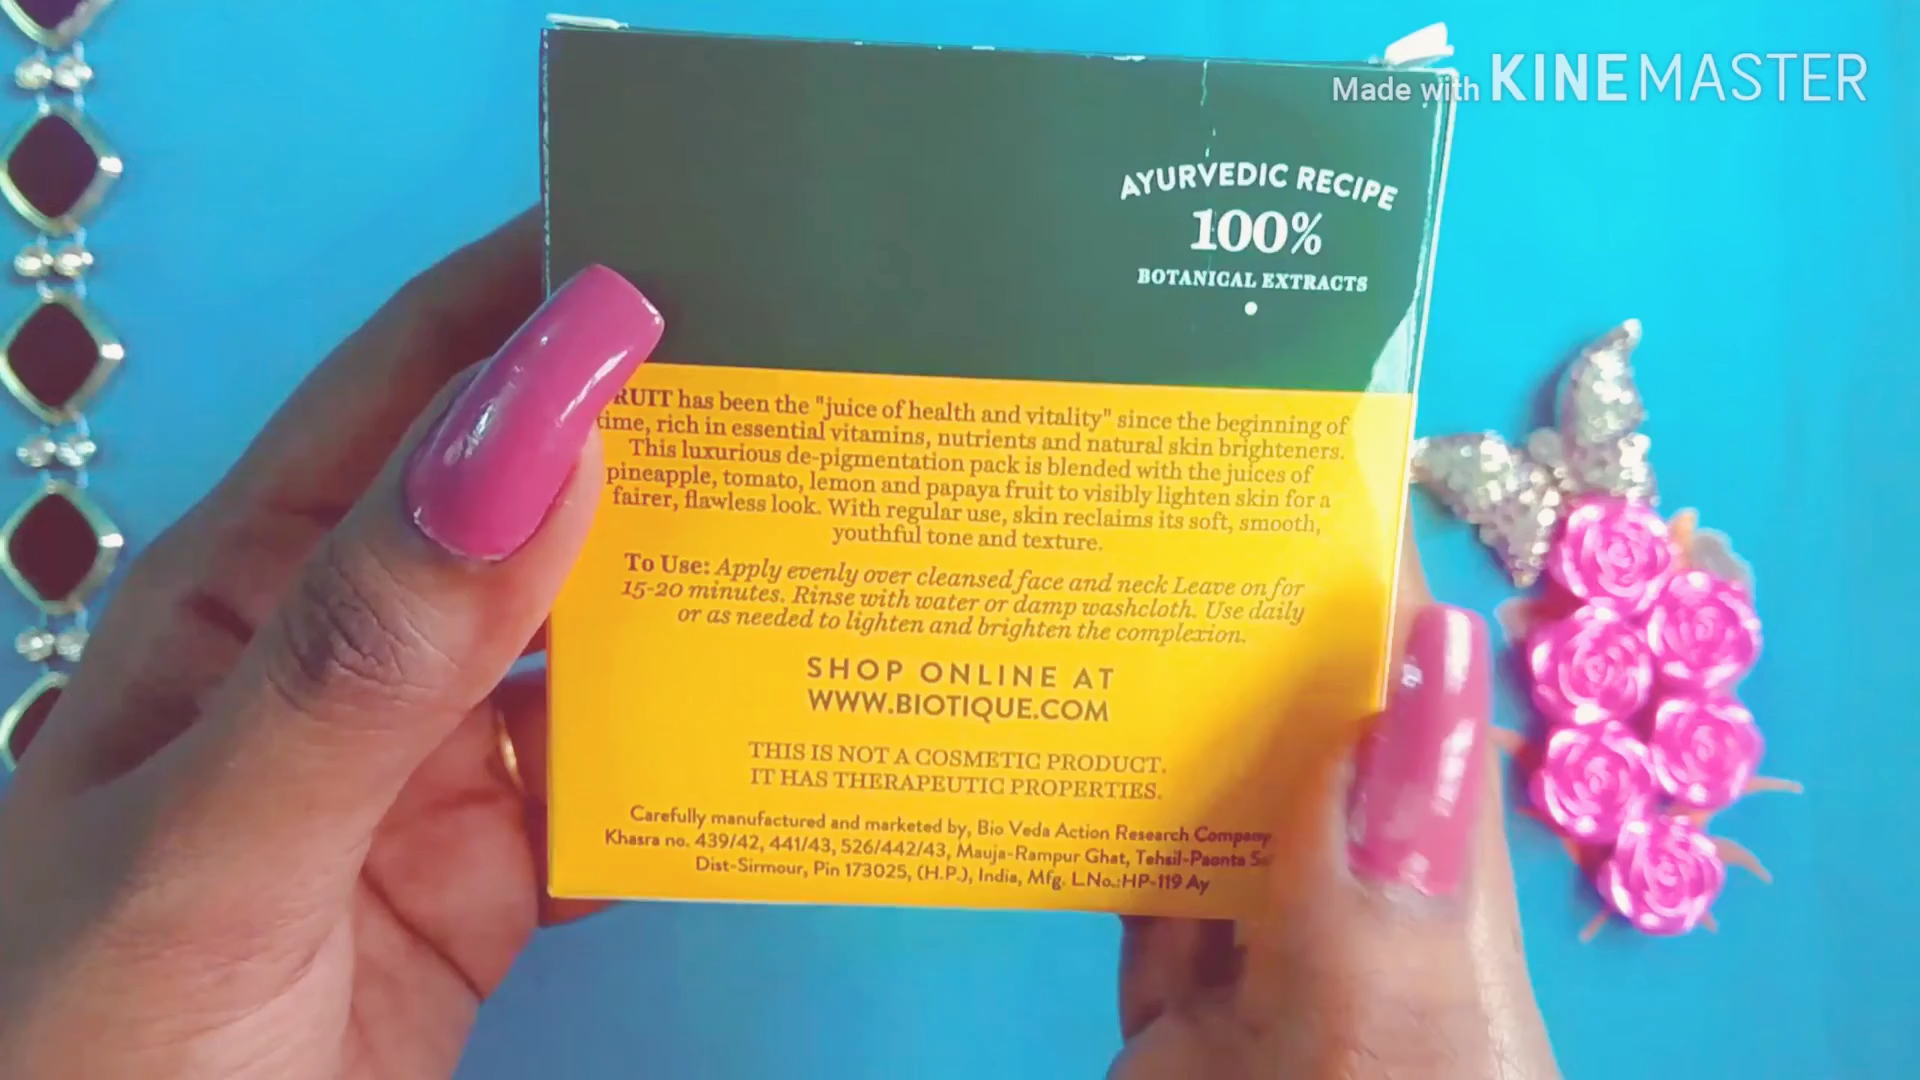 Made with KINEMASTER
AYURVEDIC RECIPE
100%
BOTANICAL EXTRACTS
RUIT has been the "juice of health and vitality" since the beginning of
time, rich in essential vitamins, nutrients and natural skin brighteners.
This luxurious de-pigmentation pack is blended with the juices of
pineapple, tomato, lemon and papaya fruit to visibly lighten skin for a
fairer, flawless look. With regular use, skin reclaims its soft, smooth,
youthful tone and texture.
To Use: Apply evenly over cleansed face and neck Leave on for
15-20 minutes. Rinse with water or damp washcloth. Use daily
or as needed to lighten and brighten the complexion.
SHOP ONLINE AT
WWW.BIOTIQUE.COM
THIS IS NOT A COSMETIC PRODUCT.
IT HAS THERAPEUTIC PROPERTIES.
Carefully manufactured and marketed by, Bio Veda Action Research Company
Khasra no. 439/42, 441/43, 526/442/43, Mauja-Rampur Ghat, Tehsil-Paonta
Dist-Sirmour, Pin 173025, (H.P.), India, Mfg. L.No.:HP-119 Ay